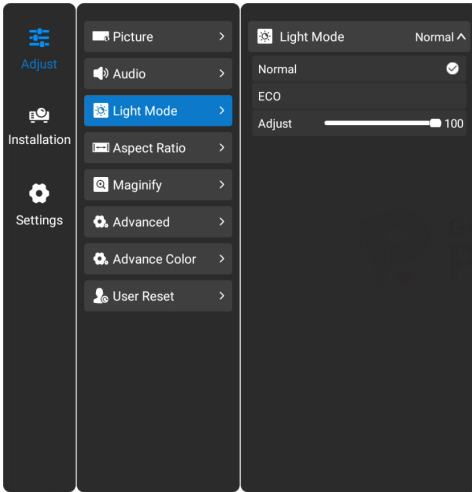 Adjust
Installation
Settings
Picture
Audio
Light Mode
Aspect Ratio
Maginify
Advanced
Advance Color
User Reset
Light Mode Normal
Normal
ECO
Adjust 100